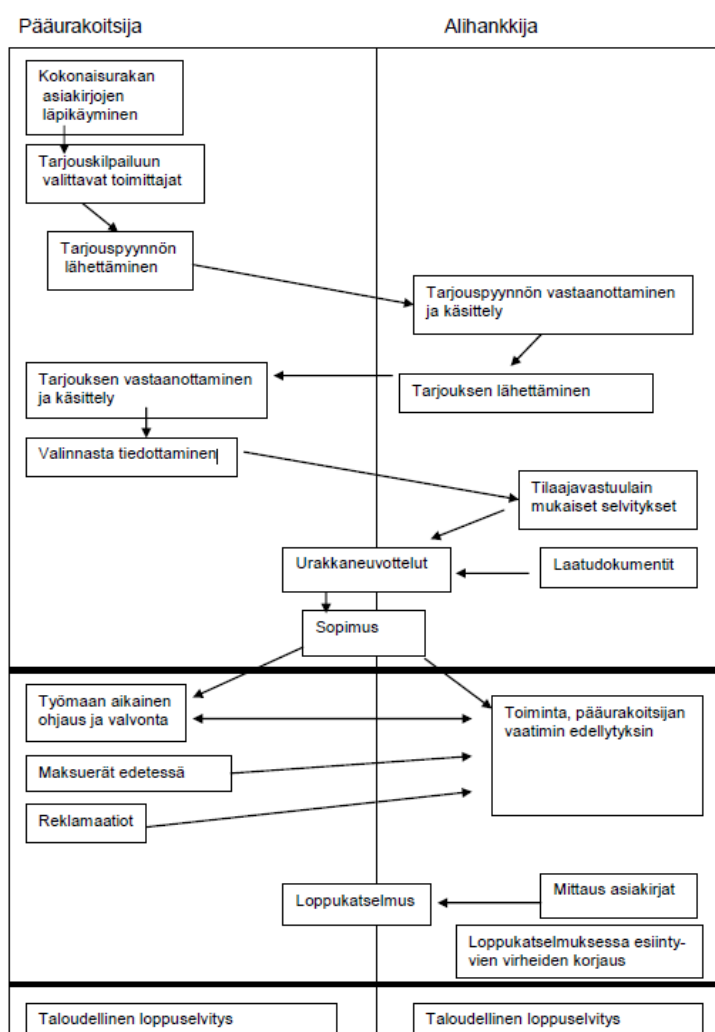 Pääurakoitsija
Alihankkija
Kokonaisurakan
asiakirjojen
läpikäyminen
Tarjouskilpailuun
valittavat toimittajat
Tarjouspyynnön
lähettäminen
Tarjouspyynnön vastaanottaminen
ja käsittely
Tarjouksen vastaanottaminen
ja käsittely
Tarjouksen lähettäminen
Valinnasta tiedottaminen
Tilaajavastuulain
mukaiset selvitykset
Urakkaneuvottelut
Laatudokumentit
Sopimus
Työmaan aikainen
ohjaus ja valvonta
Toiminta, pääurakoitsijan
vaatimin edellytyksin
Maksuerät edetessä
Reklamaatiot
Loppukatselmus
Mittaus asiakirjat
Loppukatselmuksessa esiinty-
vien virheiden korjaus
Taloudellinen loppuselvitys
Taloudellinen loppuselvitys